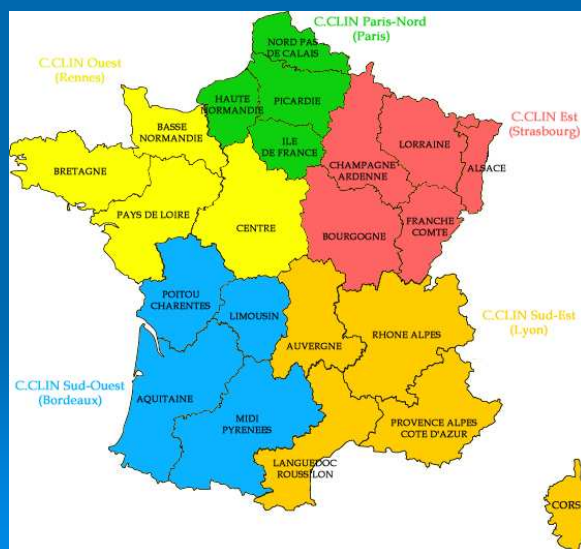 C.CLIN Paris-Nord
(Paris)
NORD PAS
DE CALAIS
C.CLIN Ouest
(Rennes)
HAUTE
NORMANDIE
PICARDIE
BASSE
NORMANDIE
ILE
DE FRANCE
C.CLIN Est
(Strasbourg)
LORRAINE
CHAMPAGNE
ARDENNE
ALSACE
BRETAGNE
PAYS DE LOIRE
CENTRE
BOURGOGNE
FRANCHE
COMTE
POITOU
CHARENTES
LIMOUSIN
AUVERGNE
RHONE ALPES
C.CLIN Sud-Est
(Lyon)
C.CLIN Sud-Ouest
(Bordeaux)
AQUITAINE
MIDI
PYRENEES
PROVENCE ALPES
COTE D'AZUR
LANGUEDOC
ROUSSILON
CORS